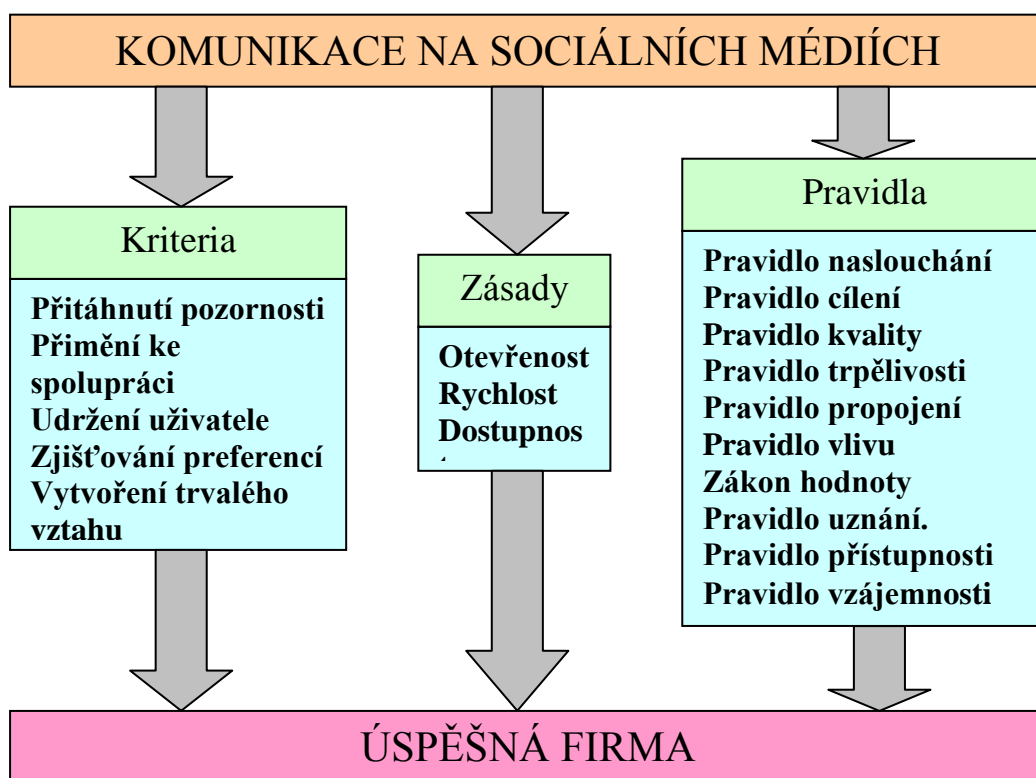 KOMUNIKACE NA SOCIÁLNÍCH MÉDIÍCH
Kriteria
Přitáhnutí pozornosti
Přimění ke
spolupráci
Udržení uživatele
Zjišťování preferencí
Vytvoření trvalého
vztahu
Zásady
Otevřenost
Rychlost
Dostupnos
Pravidla
Pravidlo naslouchání
Pravidlo cílení
Pravidlo kvality
Pravidlo trpělivosti
Pravidlo propojení
Pravidlo vlivu
Zákon hodnoty
Pravidlo uznání.
Pravidlo přístupnosti
Pravidlo vzájemnosti
ÚSPĚŠNÁ FIRMA